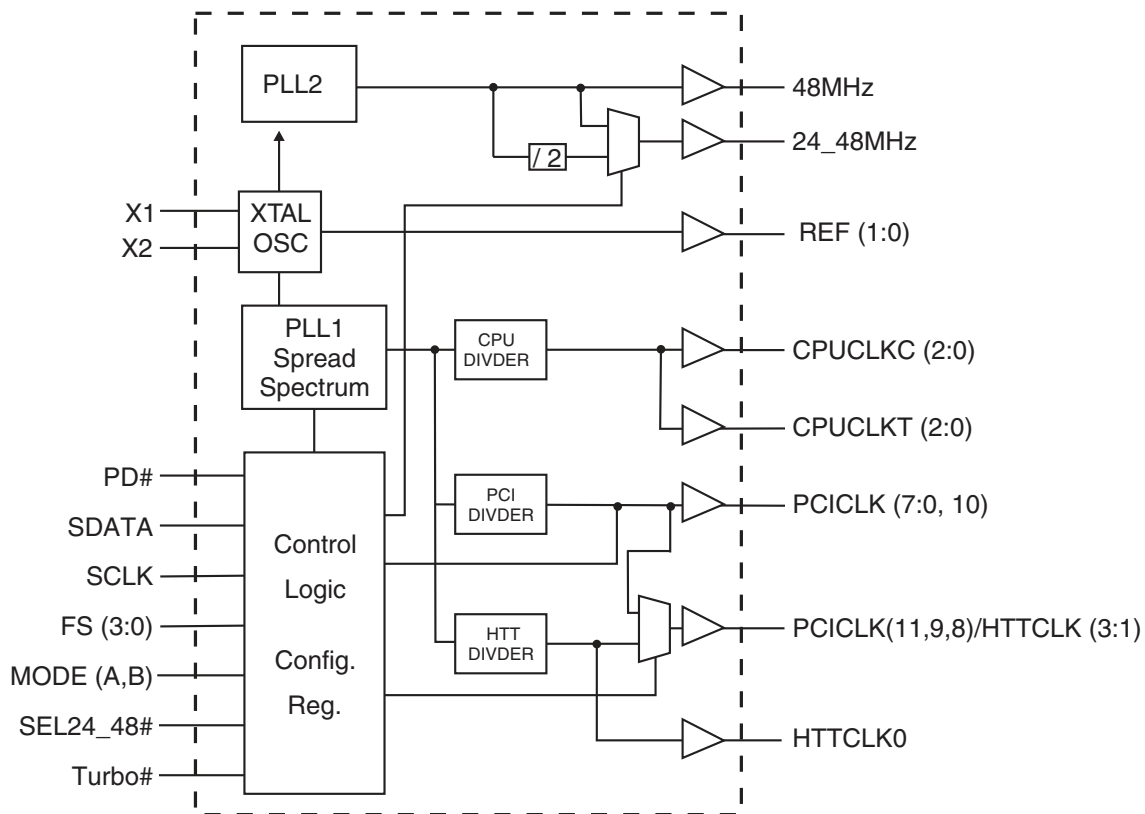 PLL2
48MHz
24_48MHz
/ 2
X1
X2
XTAL
OSC
REF (1:0)
PLL1
Spread
Spectrum
CPU
DIVDER
CPUCLKC (2:0)
CPUCLKT (2:0)
PD#
SDATA
SCLK
FS (3:0)
MODE (A,B)
SEL24_48#
Turbo#
Control
Logic
Config.
Reg.
PCI
DIVDER
PCICLK (7:0, 10)
HTT
DIVDER
PCICLK(11,9,8)/HTTCLK (3:1)
HTTCLK0